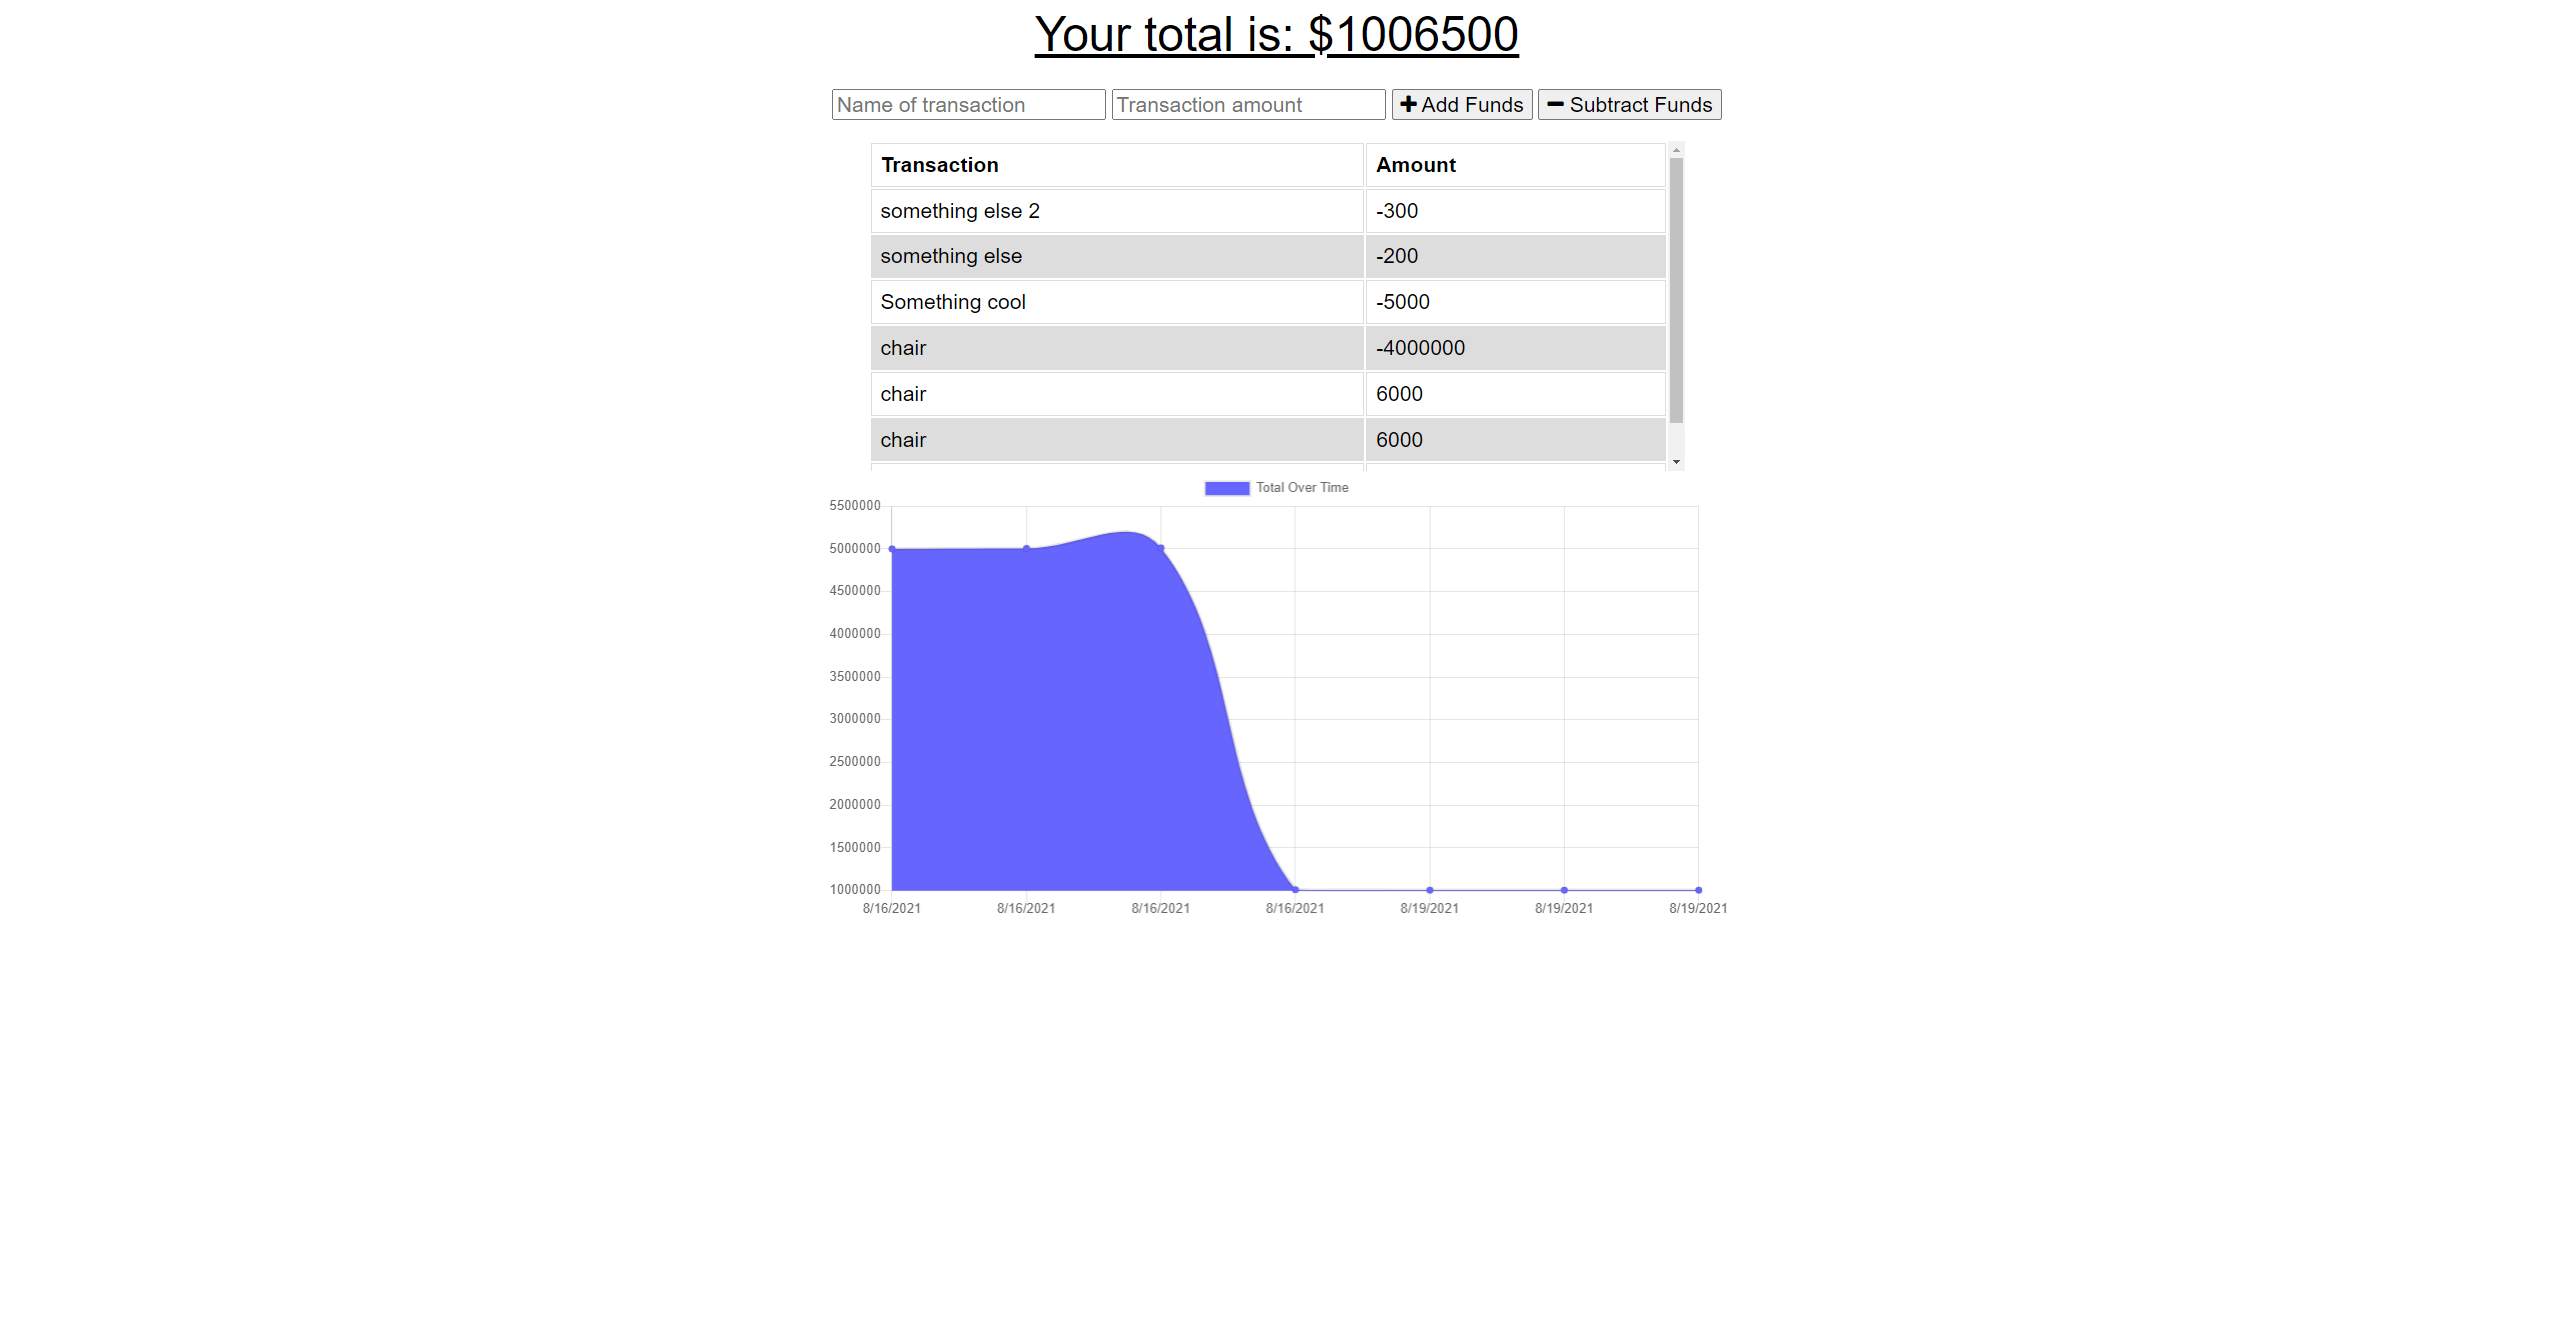 Your total is: $1006500
Name of transaction Transaction amount Add Funds Subtract Funds
Transaction Amount
something else 2 -300
something else -200
Something cool -5000
chair -4000000
chair 6000
chair 6000
Total Over Time
5500000
5000000
4500000
4000000
3500000
3000000
2500000
2000000
1500000
1000000
8/16/2021 8/16/2021 8/16/2021 8/16/2021 8/19/2021 8/19/2021 8/19/2021